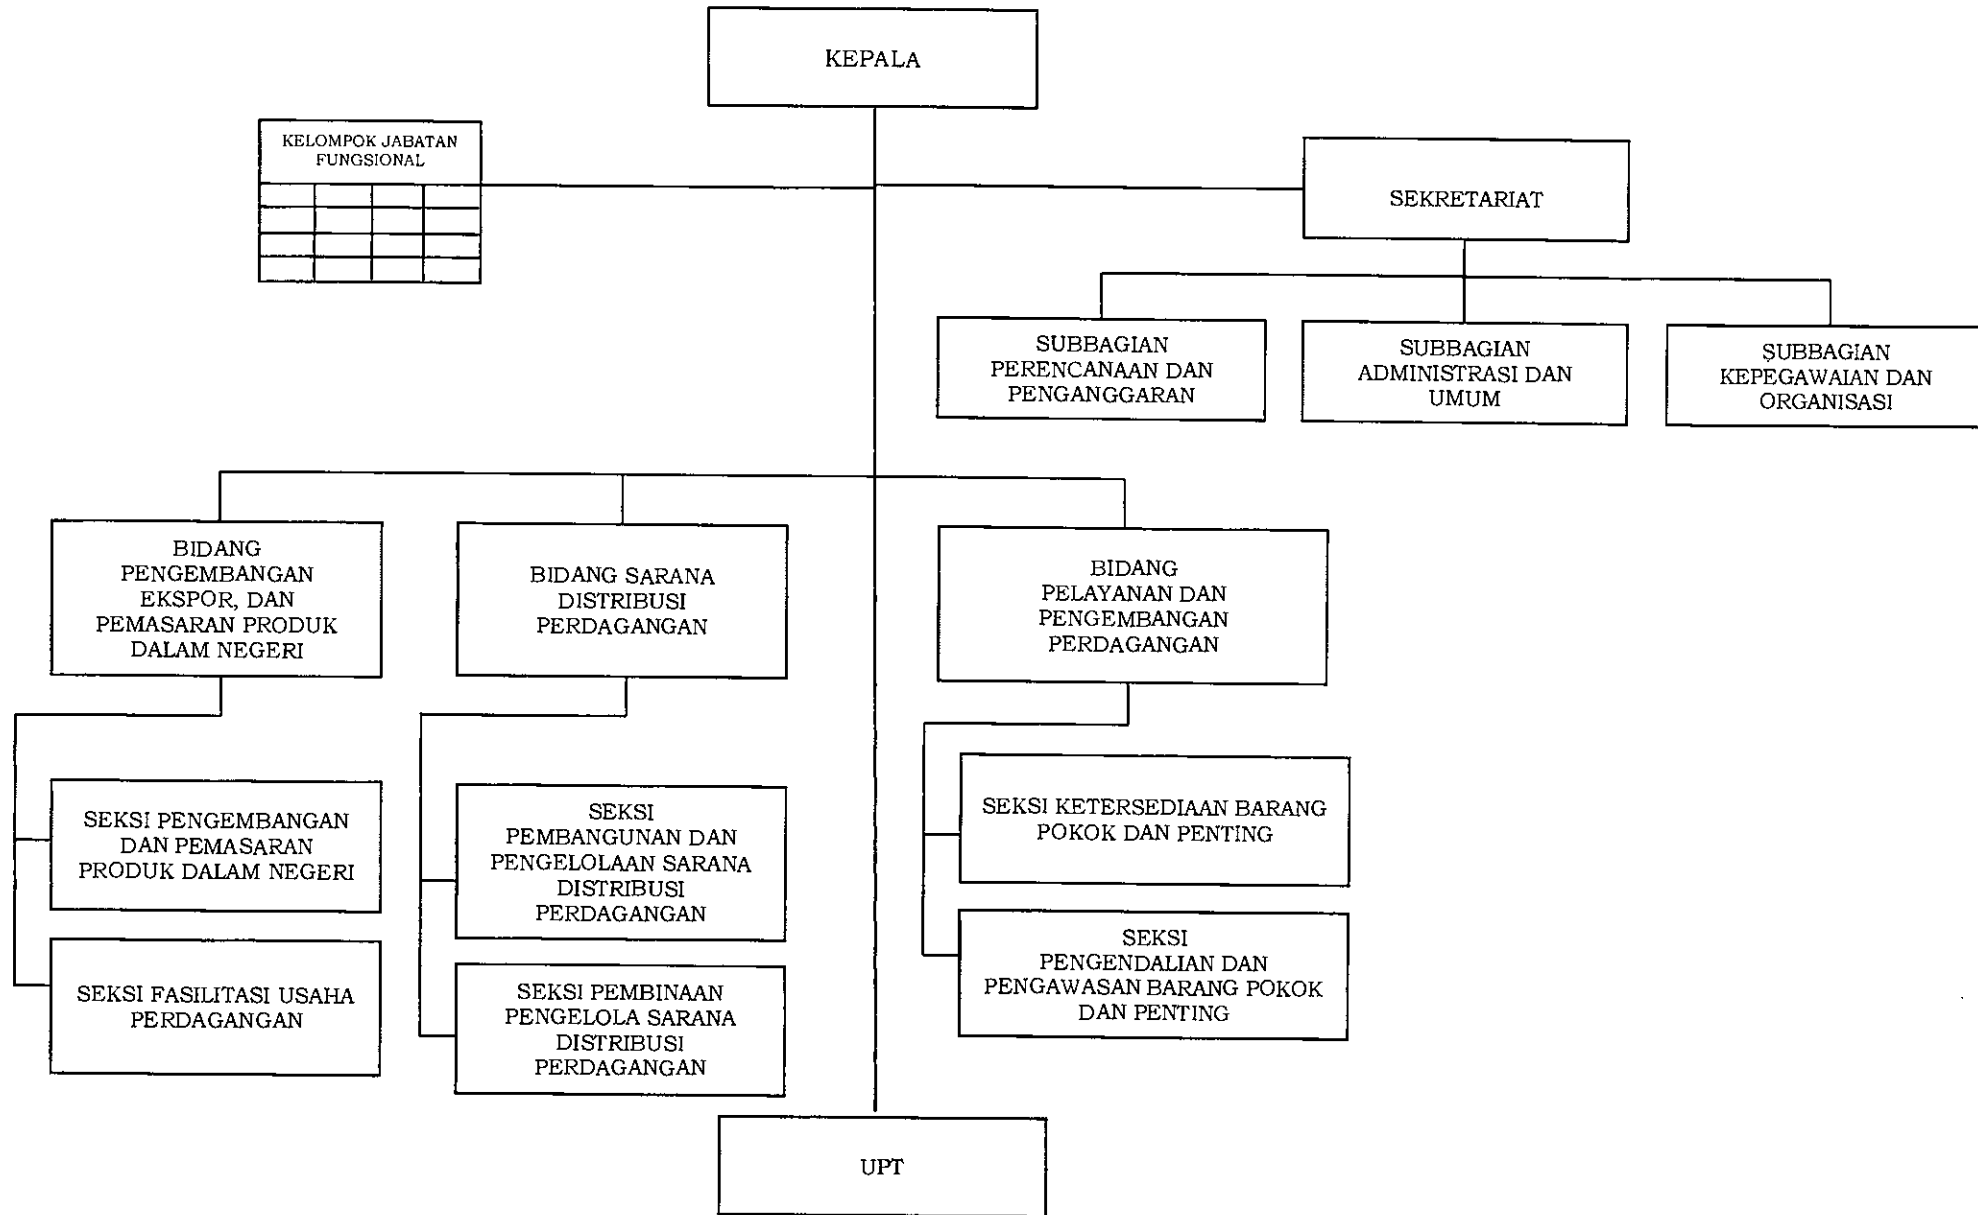 KEPALA
KELOMPOK JABATAN
FUNGSIONAL
SEKRETARIAT
SUBBAGIAN
PERENCANAAN DAN
PENGANGGARAN
SUBBAGIAN
ADMINISTRASI DAN
UMUM
SUBBAGIAN
KEPEGAWAIAN DAN
ORGANISASI
BIDANG
PENGEMBANGAN
EKSPOR, DAN
PEMASARAN PRODUK
DALAM NEGERI
BIDANG SARANA
DISTRIBUSI
PERDAGANGAN
BIDANG
PELAYANAN DAN
PENGEMBANGAN
PERDAGANGAN
SEKSI PENGEMBANGAN
DAN PEMASARAN
PRODUK DALAM NEGERI
SEKSI
PEMBANGUNAN DAN
PENGELOLAAN SARANA
DISTRIBUSI
PERDAGANGAN
SEKSI KETERSEDIAAN BARANG
POKOK DAN PENTING
SEKSI FASILITASI USAHA
PERDAGANGAN
SEKSI PEMBINAAN
PENGELOLA SARANA
DISTRIBUSI
PERDAGANGAN
SEKSI
PENGENDALIAN DAN
PENGAWASAN BARANG POKOK
DAN PENTING
UPT